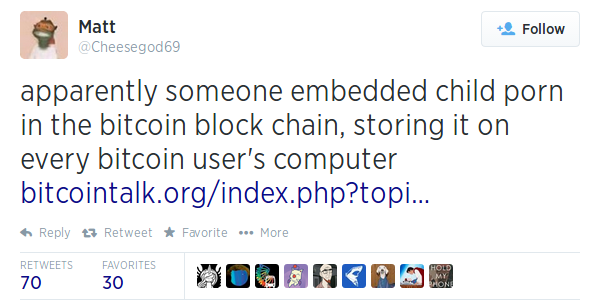 Matt
@Cheesegod69
Follow
apparently someone embedded child porn
in the bitcoin block chain, storing it on
every bitcoin user's computer
bitcointalk.org/index.php?topi...
Reply Retweet Favorite More
RETWEETS FAVORITES
70 30
HOLD
MY
PHONE